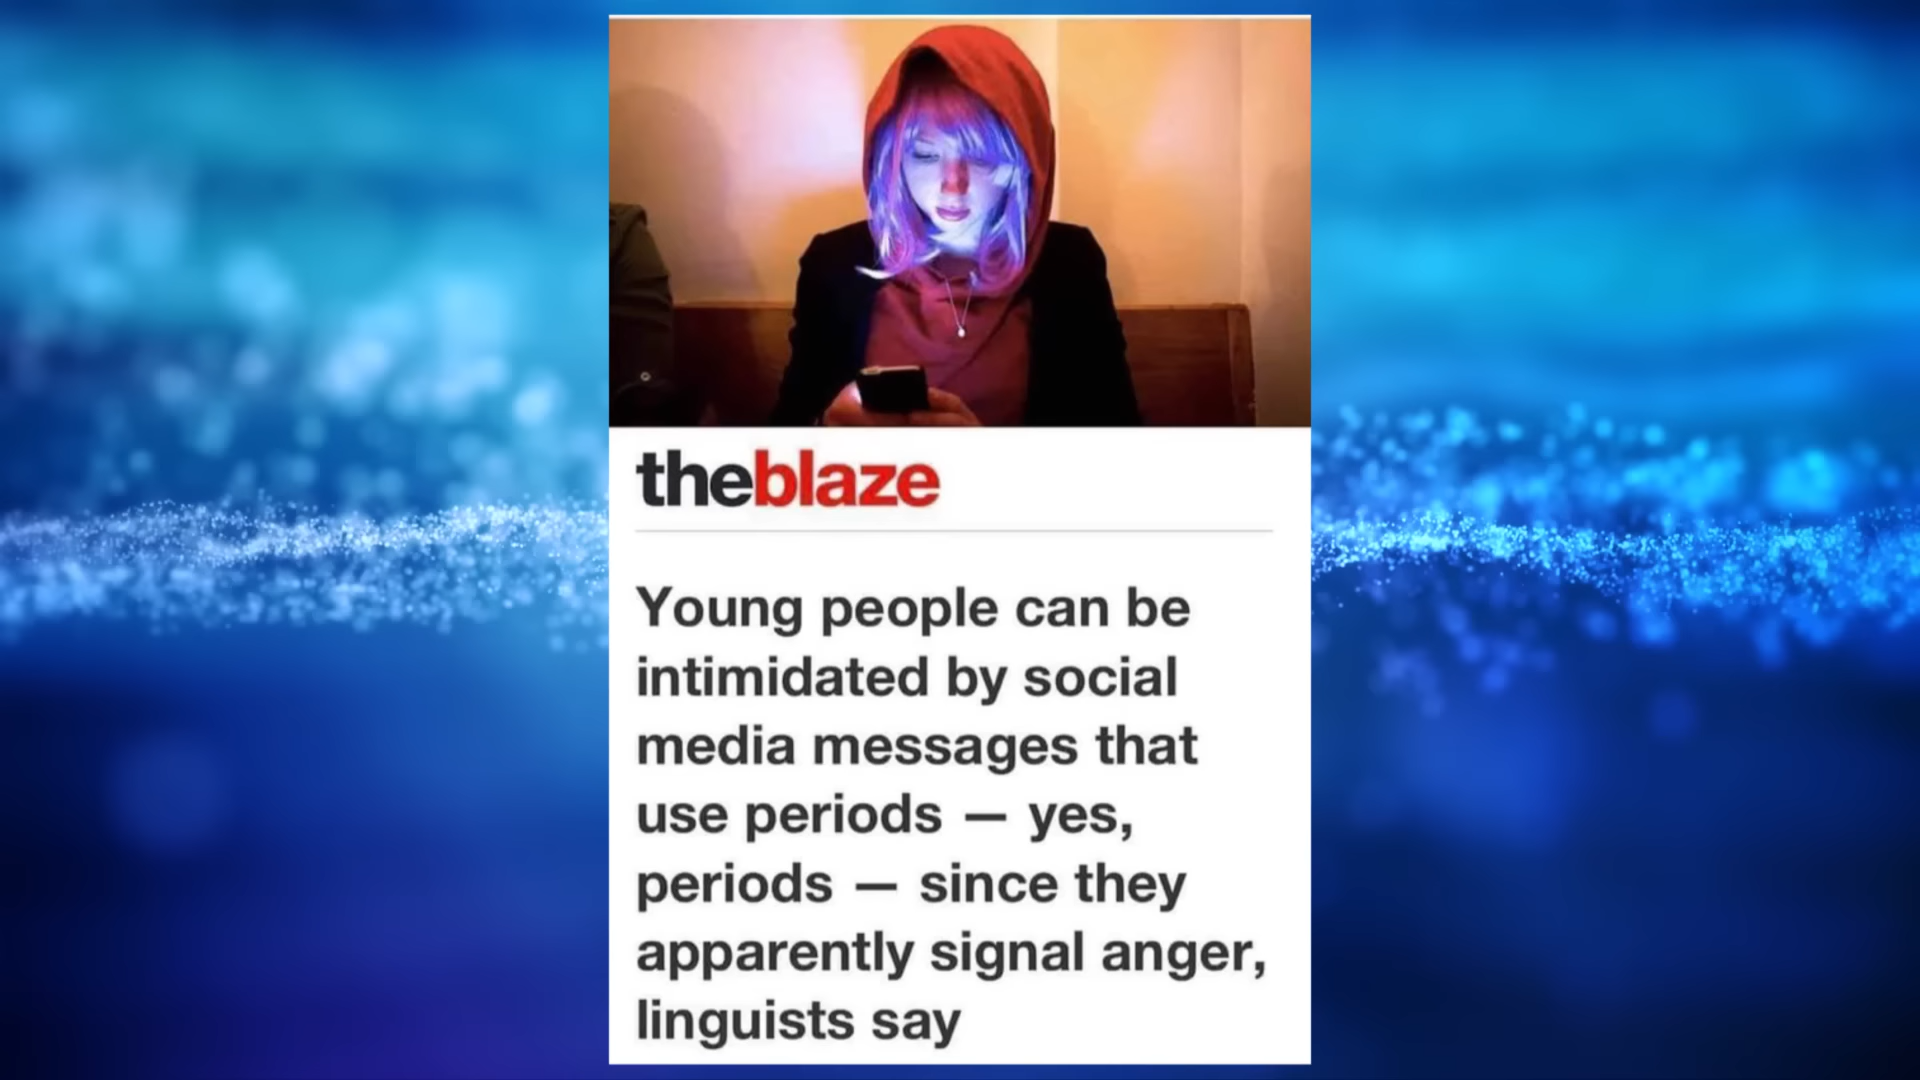 theblaze
Young people can be
intimidated by social
media messages that
use periods — yes,
periods — since they
apparently signal anger,
linguists say